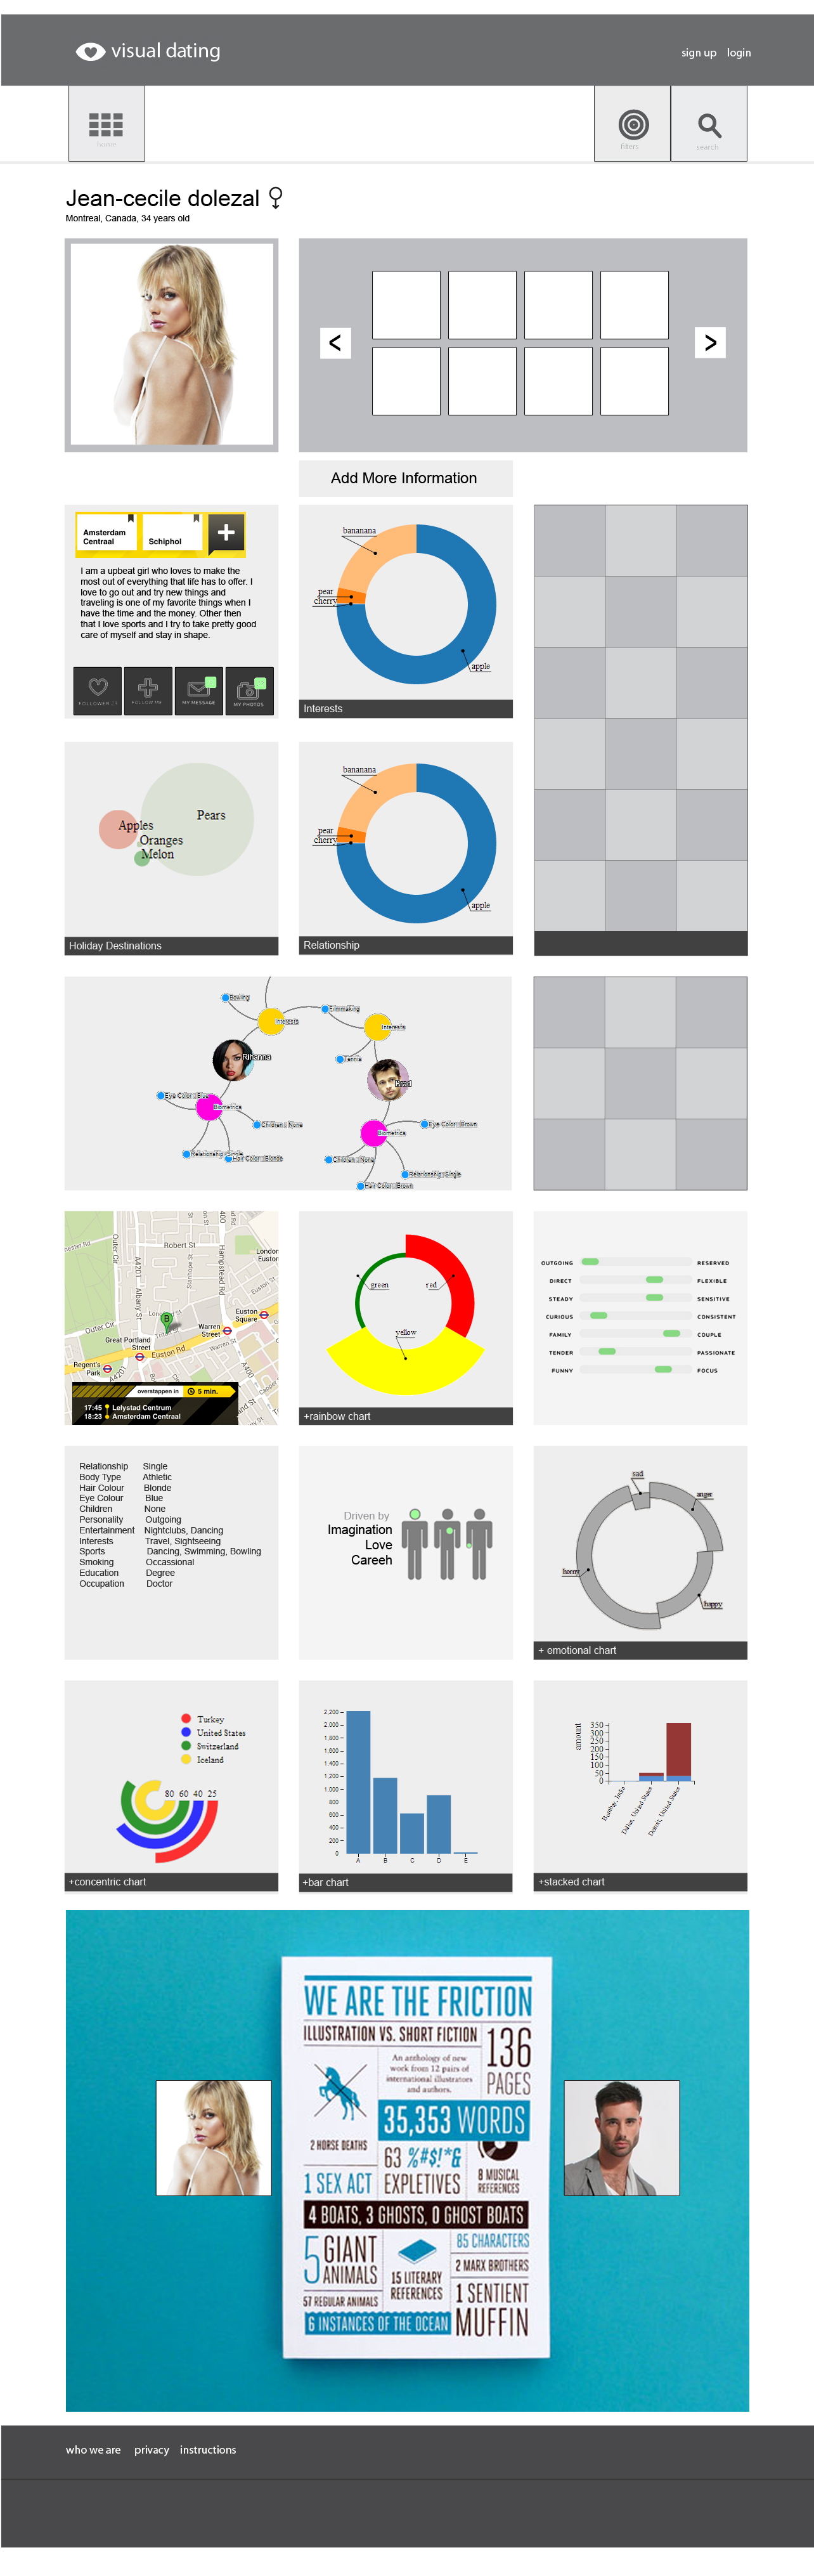 visual dating
sign up login
home
filters
search
Jean-cecile dolezal
Montreal, Canada, 34 years old
<
>
Add More Information
Amsterdam
Centraal
Schiphol
+
I am a upbeat girl who loves to make the
most out of everything that life has to offer. I
love to go out and try new things and
traveling is one of my favorite things when I
have the time and the money. Other then
that I love sports and I try to take pretty good
care of myself and stay in shape.
FOLLOW ME
MY MESSAGE
MY PHOTOS
bananana
pear
cherry
apple
Interests
Pears
Apples
Oranges
Melon
Holiday Destinations
bananana
pear
cherry
apple
Relationship
Bowling
Interests
Filmmaking
Interests
Rihanna
Tennis
Eye Color: Blue
Biometrics
Children: None
Relationship: Single
Hair Color: Blonde
Eye Color: Brown
Biometrics
Children: None
Relationship: Single
Hair Color: Brown
Robert St
Outer Cir
A4201
Albany St
Hampstead Rd
A400
London
Euston
Eversholt St
Euston
Square
Warren
Street
Great Portland
Street
Euston Rd
Outer Cir
B
Regent's
Park
A4201
Warren St
Gower St
overstappen in 5 min.
17:45 Lelystad Centrum
18:23 Amsterdam Centraal
green
red
yellow
+rainbow chart
OUTGOING RESERVED
DIRECT FLEXIBLE
STEADY SENSITIVE
CURIOUS CONSISTENT
FAMILY COUPLE
TENDER PASSIONATE
FUNNY FOCUS
Relationship Single
Body Type Athletic
Hair Colour Blonde
Eye Colour Blue
Children None
Personality Outgoing
Entertainment Nightclubs, Dancing
Interests Travel, Sightseeing
Sports Dancing, Swimming, Bowling
Smoking Occassional
Education Degree
Occupation Doctor
Driven by
Imagination
Love
Careeh
sad
anger
horny
happy
+ emotional chart
Turkey
United States
Switzerland
Iceland
80 60 40 25
+concentric chart
2,200
2,000
1,800
1,600
1,400
1,200
1,000
800
600
400
200
0
A B C D E
+bar chart
amount
350
300
250
200
150
100
50
0
Bombay, India
Dallas, United States
Detroit, United States
+stacked chart
WE ARE THE FRICTION
ILLUSTRATION VS. SHORT FICTION
136
PAGES
An anthology of new
work from 12 pairs of
international illustrators
and authors.
35,353 WORDS
2 HORSE DEATHS
63 %#$!*&
EXPLETIVES
8 MUSICAL
REFERENCES
1 SEX ACT
4 BOATS, 3 GHOSTS, 0 GHOST BOATS
5 GIANT
ANIMALS
57 REGULAR ANIMALS
15 LITERARY
REFERENCES
85 CHARACTERS
2 MARX BROTHERS
1 SENTIENT
MUFFIN
6 INSTANCES OF THE OCEAN
who we are privacy instructions